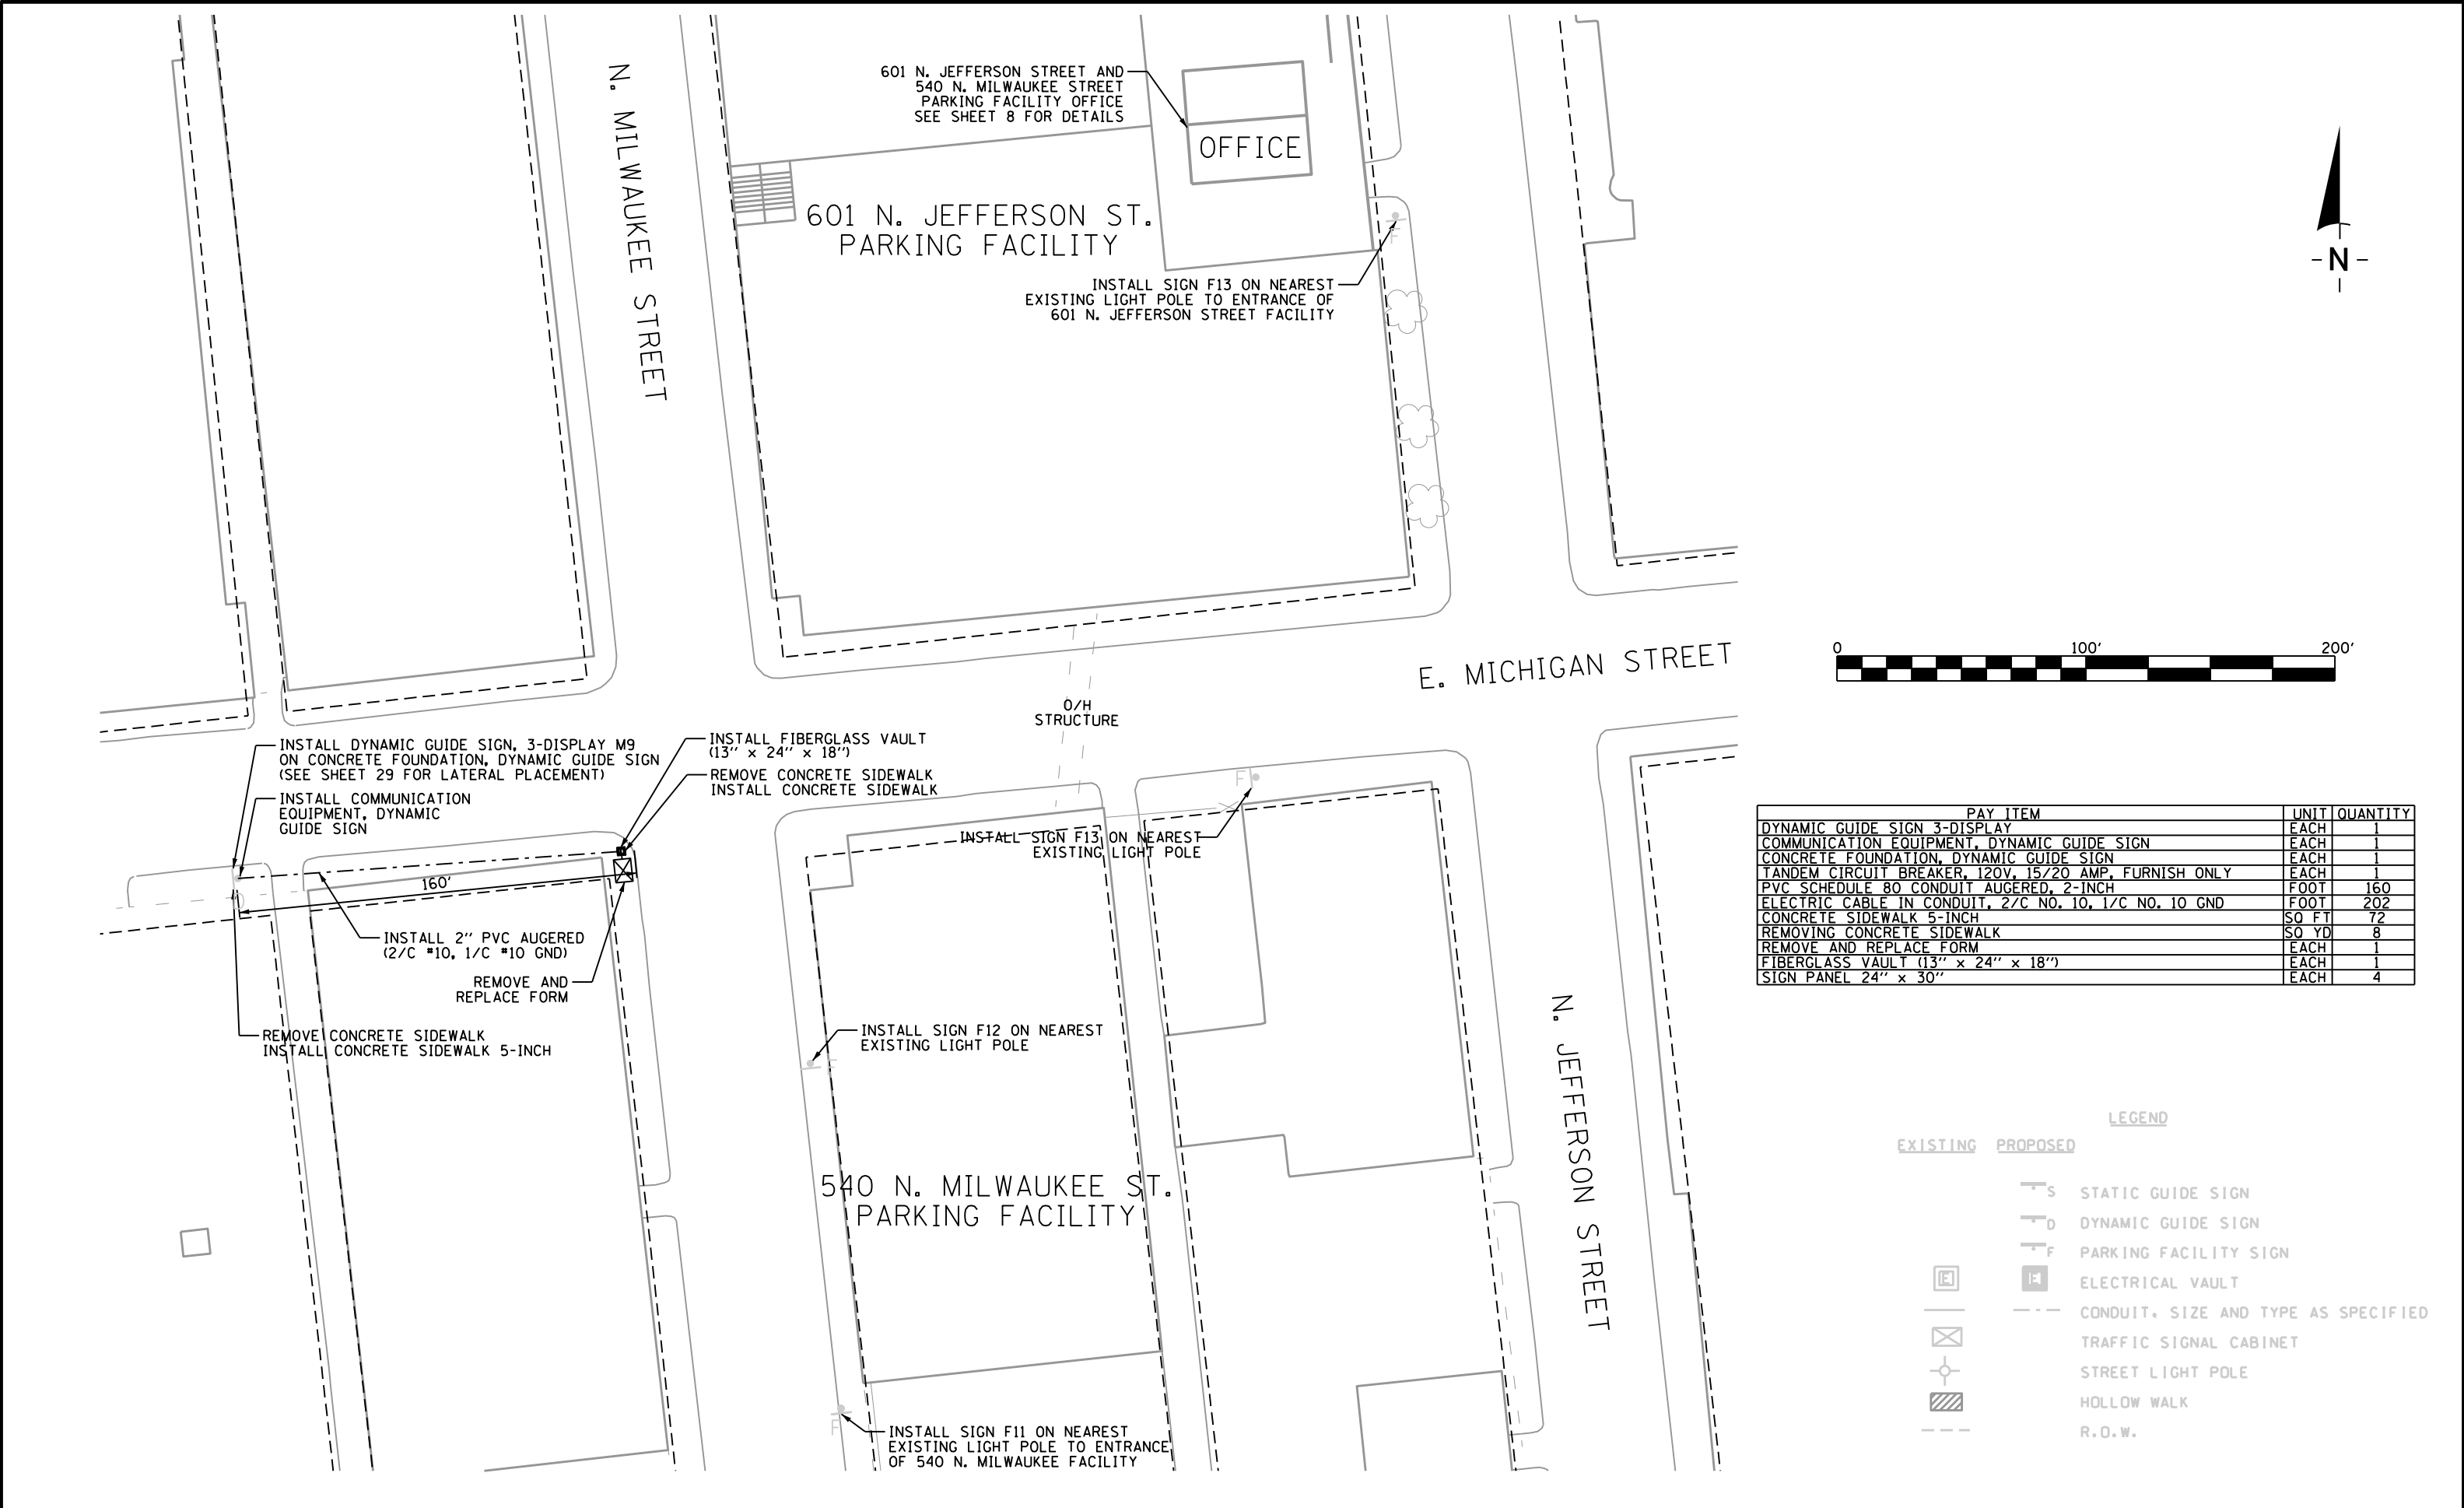 N. MILWAUKEE STREET
601 N. JEFFERSON STREET AND
540 N. MILWAUKEE STREET
PARKING FACILITY OFFICE
SEE SHEET 8 FOR DETAILS
OFFICE
601 N. JEFFERSON ST.
PARKING FACILITY
F
INSTALL SIGN F13 ON NEAREST
EXISTING LIGHT POLE TO ENTRANCE OF
601 N. JEFFERSON STREET FACILITY
-N-
E. MICHIGAN STREET
0 100' 200'
O/H
STRUCTURE
INSTALL DYNAMIC GUIDE SIGN, 3-DISPLAY M9
ON CONCRETE FOUNDATION, DYNAMIC GUIDE SIGN
(SEE SHEET 29 FOR LATERAL PLACEMENT)
INSTALL COMMUNICATION
EQUIPMENT, DYNAMIC
GUIDE SIGN
INSTALL FIBERGLASS VAULT
(13" x 24" x 18")
REMOVE CONCRETE SIDEWALK
INSTALL CONCRETE SIDEWALK
F
INSTALL SIGN F13 ON NEAREST
EXISTING LIGHT POLE
160'
D
INSTALL 2" PVC AUGERED
(2/C #10, 1/C #10 GND)
REMOVE AND
REPLACE FORM
REMOVE CONCRETE SIDEWALK
INSTALL CONCRETE SIDEWALK 5-INCH
INSTALL SIGN F12 ON NEAREST
EXISTING LIGHT POLE
F
540 N. MILWAUKEE ST.
PARKING FACILITY
N. JEFFERSON STREET
F
INSTALL SIGN F11 ON NEAREST
EXISTING LIGHT POLE TO ENTRANCE
OF 540 N. MILWAUKEE FACILITY
PAY ITEM UNIT QUANTITY
DYNAMIC GUIDE SIGN 3-DISPLAY EACH 1
COMMUNICATION EQUIPMENT, DYNAMIC GUIDE SIGN EACH 1
CONCRETE FOUNDATION, DYNAMIC GUIDE SIGN EACH 1
TANDEM CIRCUIT BREAKER, 120V, 15/20 AMP, FURNISH ONLY EACH 1
PVC SCHEDULE 80 CONDUIT AUGERED, 2-INCH FOOT 160
ELECTRIC CABLE IN CONDUIT, 2/C NO. 10, 1/C NO. 10 GND FOOT 202
CONCRETE SIDEWALK 5-INCH SQ FT 72
REMOVING CONCRETE SIDEWALK SQ YD 8
REMOVE AND REPLACE FORM EACH 1
FIBERGLASS VAULT (13" x 24" x 18") EACH 1
SIGN PANEL 24" x 30" EACH 4
LEGEND
EXISTING PROPOSED
S STATIC GUIDE SIGN
D DYNAMIC GUIDE SIGN
F PARKING FACILITY SIGN
E E ELECTRICAL VAULT
CONDUIT. SIZE AND TYPE AS SPECIFIED
TRAFFIC SIGNAL CABINET
STREET LIGHT POLE
HOLLOW WALK
R.O.W.